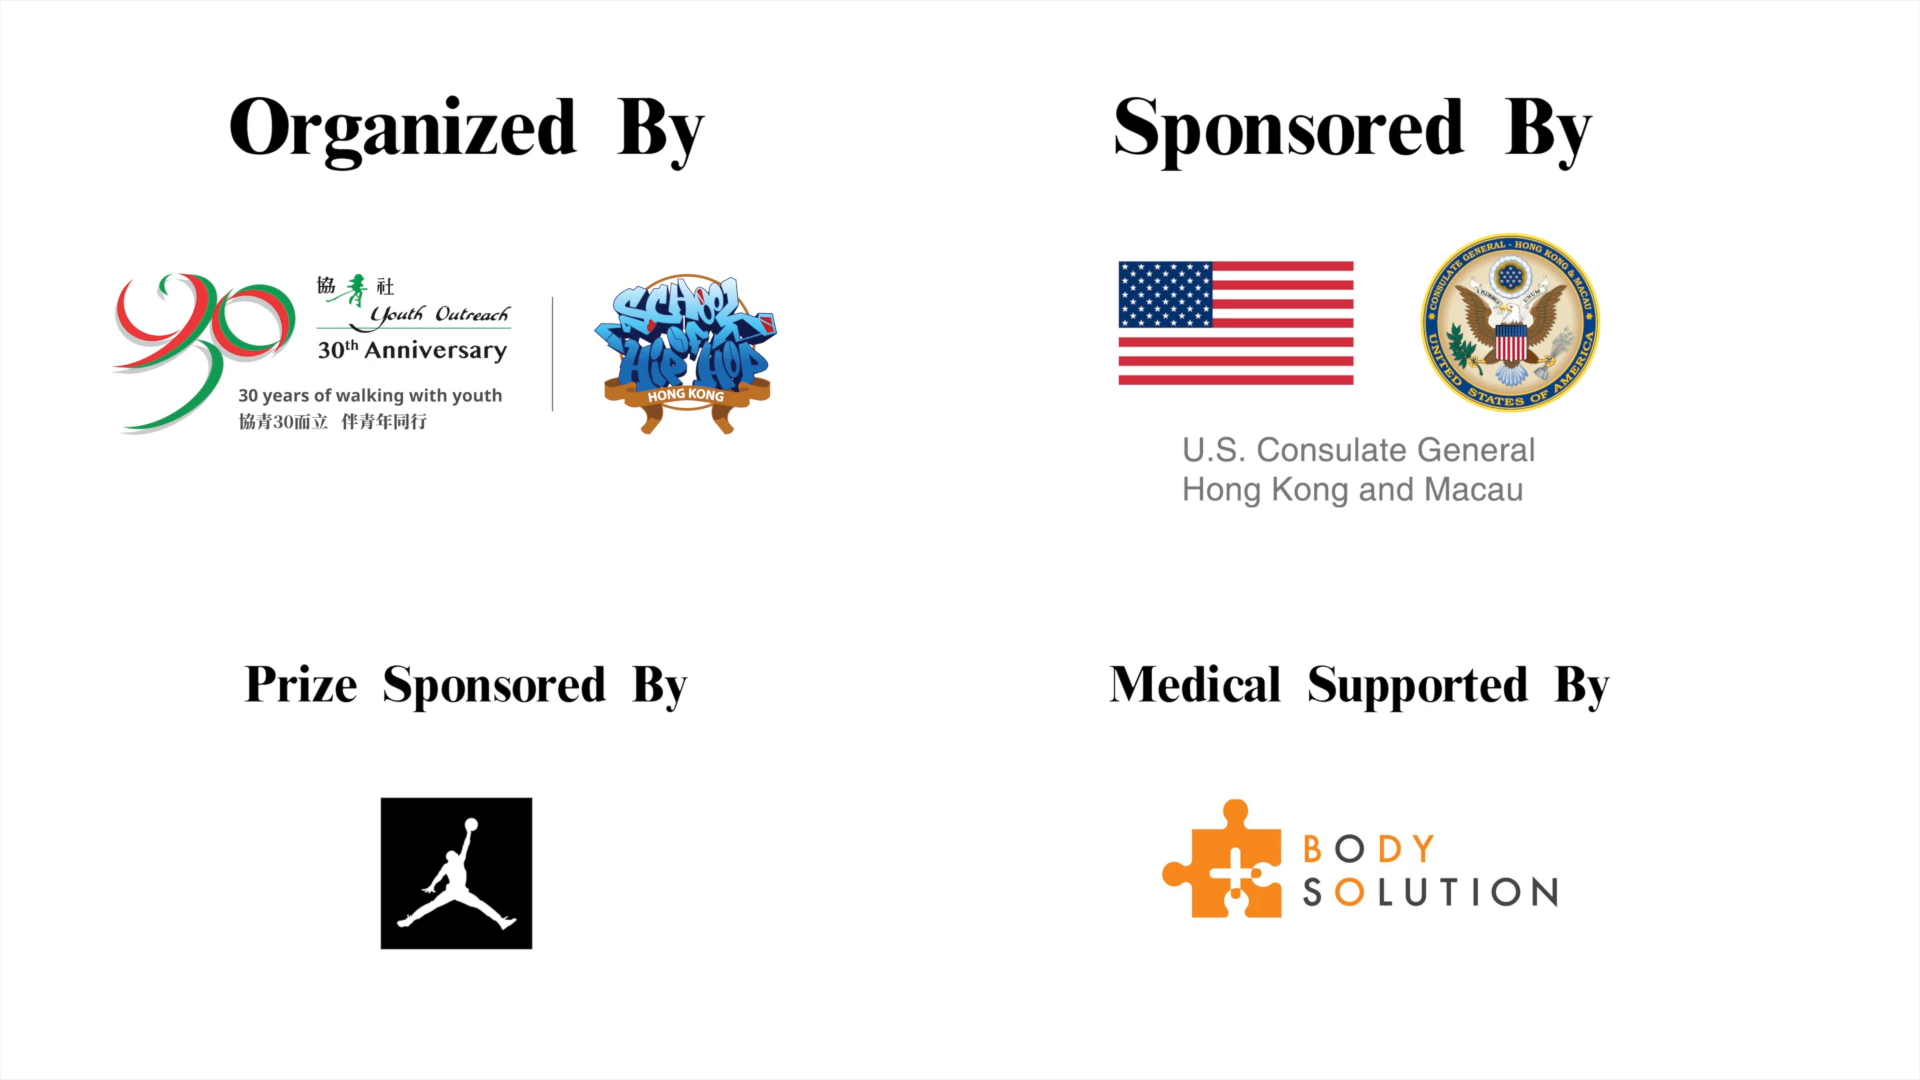 Organized By
協青社
Youth Outreach
30th Anniversary
30 years of walking with youth
協青30而立 伴青年同行
SCHOOL
OF
HIP HOP
HONG KONG
Sponsored By
CONSULATE GENERAL - HONG KONG & MACAU
UNITED STATES OF AMERICA
U.S. Consulate General
Hong Kong and Macau
Prize Sponsored By
Medical Supported By
BODY
SOLUTION